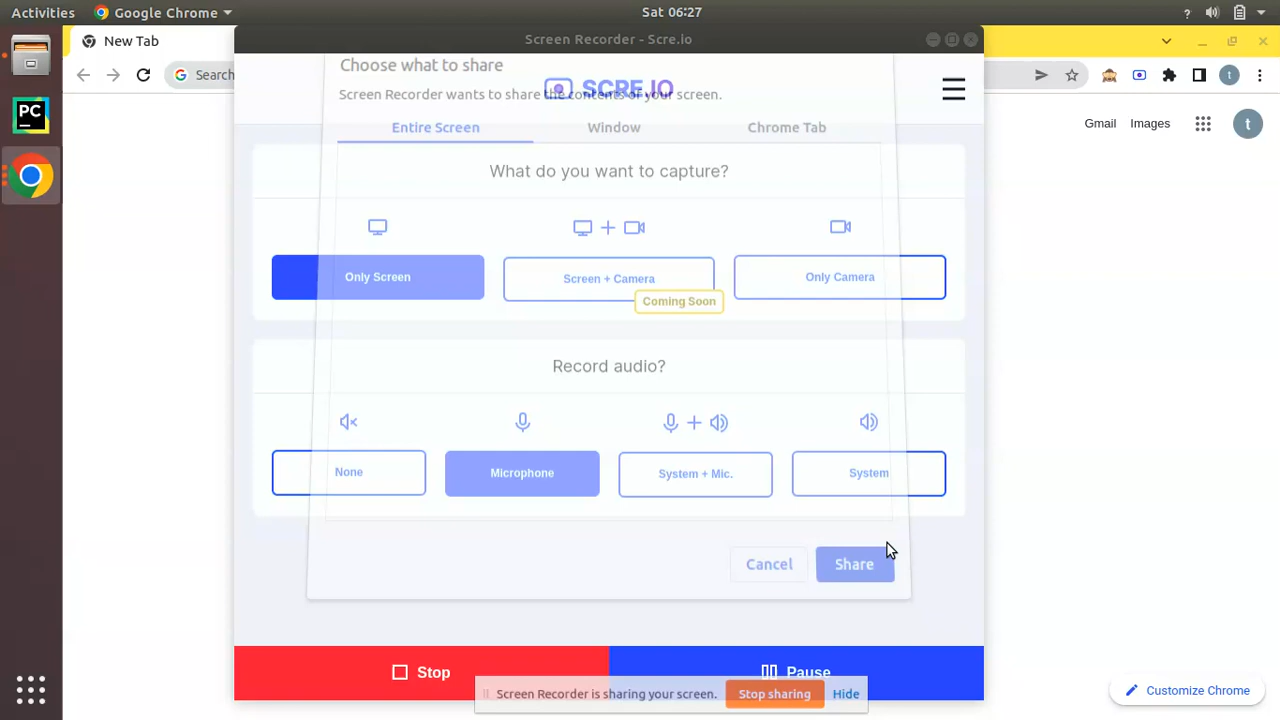 Activities Google Chrome Sat 06:27
New Tab Screen Recorder - Scre.io
Search
Choose what to share
SCRE.IO
Screen Recorder wants to share the contents of your screen.
Gmail Images t
Entire Screen Window Chrome Tab
What do you want to capture?
Only Screen Screen + Camera Only Camera
Coming Soon
Record audio?
None Microphone System + Mic. System
Cancel Share
Stop Pause
Screen Recorder is sharing your screen. Stop sharing Hide
Customize Chrome
PC
t